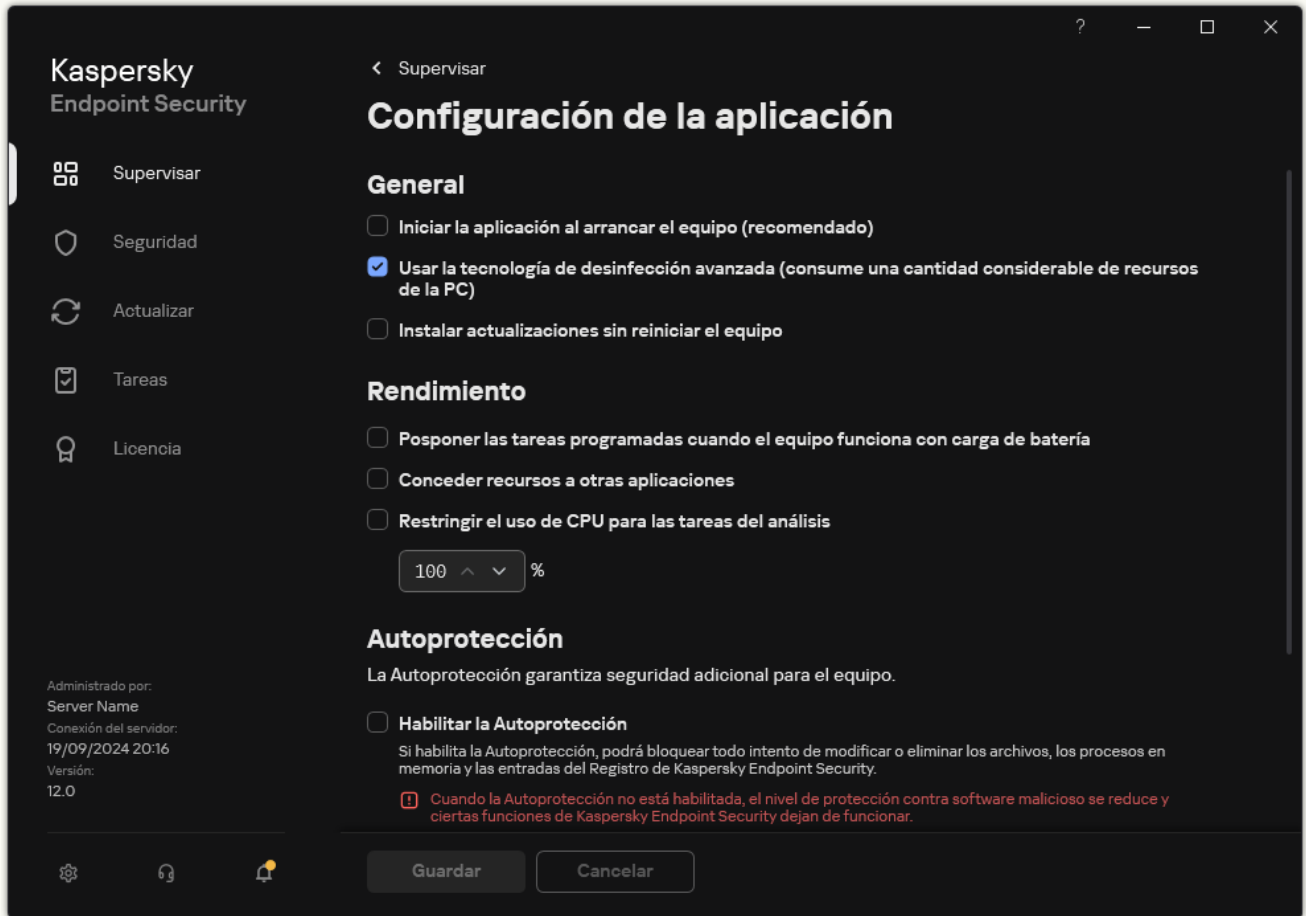 Kaspersky
Endpoint Security
Supervisar
Seguridad
Actualizar
Tareas
Licencia
Administrado por:
Server Name
Conexión del servidor:
19/09/2024 20:16
Versión:
12.0
?
Supervisar
Configuración de la aplicación
General
Iniciar la aplicación al arrancar el equipo (recomendado)
Usar la tecnología de desinfección avanzada (consume una cantidad considerable de recursos
de la PC)
Instalar actualizaciones sin reiniciar el equipo
Rendimiento
Posponer las tareas programadas cuando el equipo funciona con carga de batería
Conceder recursos a otras aplicaciones
Restringir el uso de CPU para las tareas del análisis
100 %
Autoprotección
La Autoprotección garantiza seguridad adicional para el equipo.
Habilitar la Autoprotección
Si habilita la Autoprotección, podrá bloquear todo intento de modificar o eliminar los archivos, los procesos en
memoria y las entradas del Registro de Kaspersky Endpoint Security.
Cuando la Autoprotección no está habilitada, el nivel de protección contra software malicioso se reduce y
ciertas funciones de Kaspersky Endpoint Security dejan de funcionar.
Guardar
Cancelar